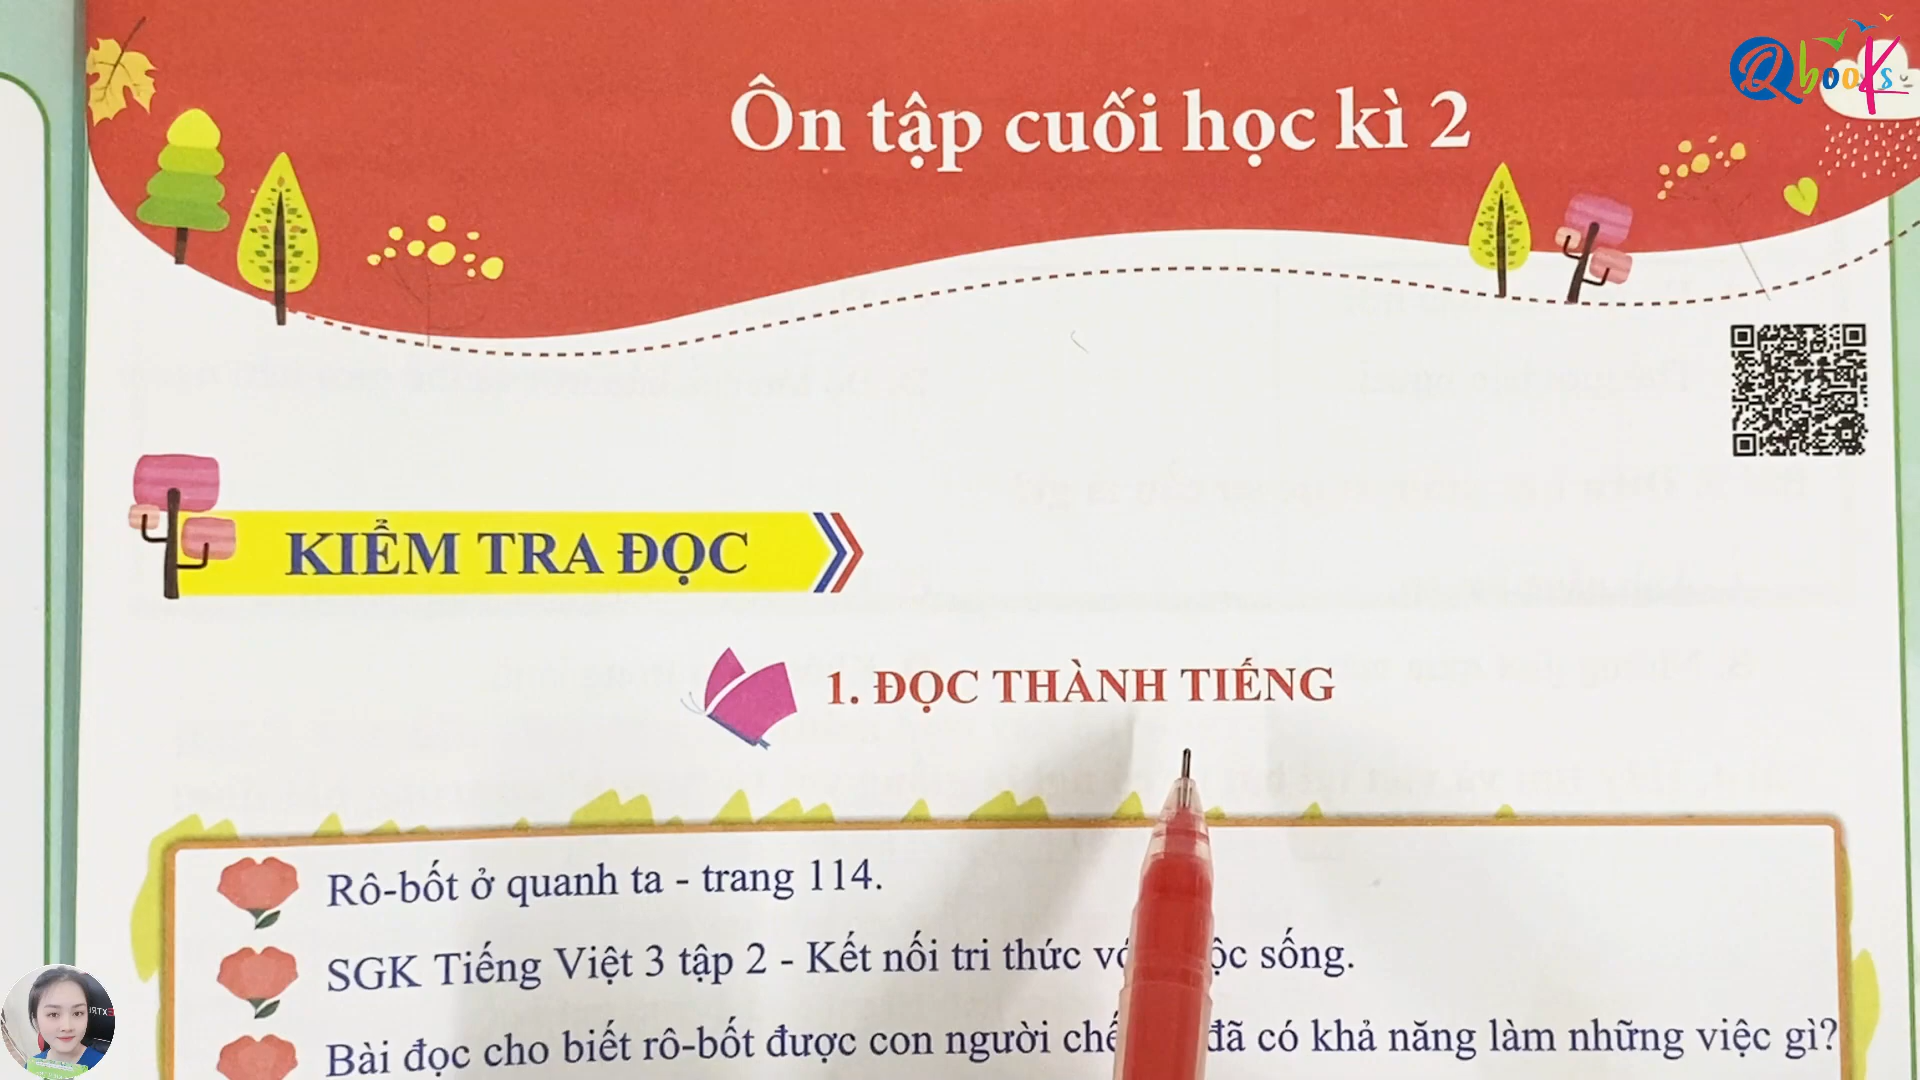 Qbooks
Ôn tập cuối học kì 2
KIỂM TRA ĐỌC
1. ĐỌC THÀNH TIẾNG
Rô-bốt ở quanh ta - trang 114.
SGK Tiếng Việt 3 tập 2 - Kết nối tri thức sống.
Bài đọc cho biết rô-bốt được con người đã có khả năng làm những việc gì?